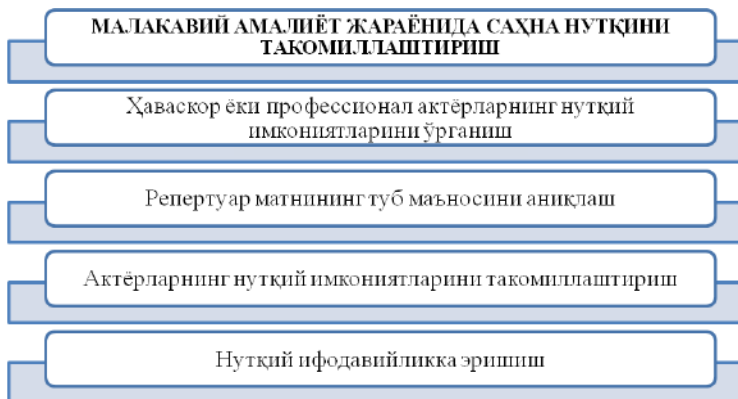 МАЛАКАВИЙ АМАЛИЁТ ЖАРАЁНИДА САҲНА НУТҚИНИ
ТАКОМИЛЛАШТИРИШ
Ҳаваскор ёки профессионал актёрларнинг нутқий
имкониятларини ўрганиш
Репертуар матнининг туб маъносини аниқлаш
Актёрларнинг нутқий имкониятларини такомиллаштириш
Нутқий ифодавийликка эришиш